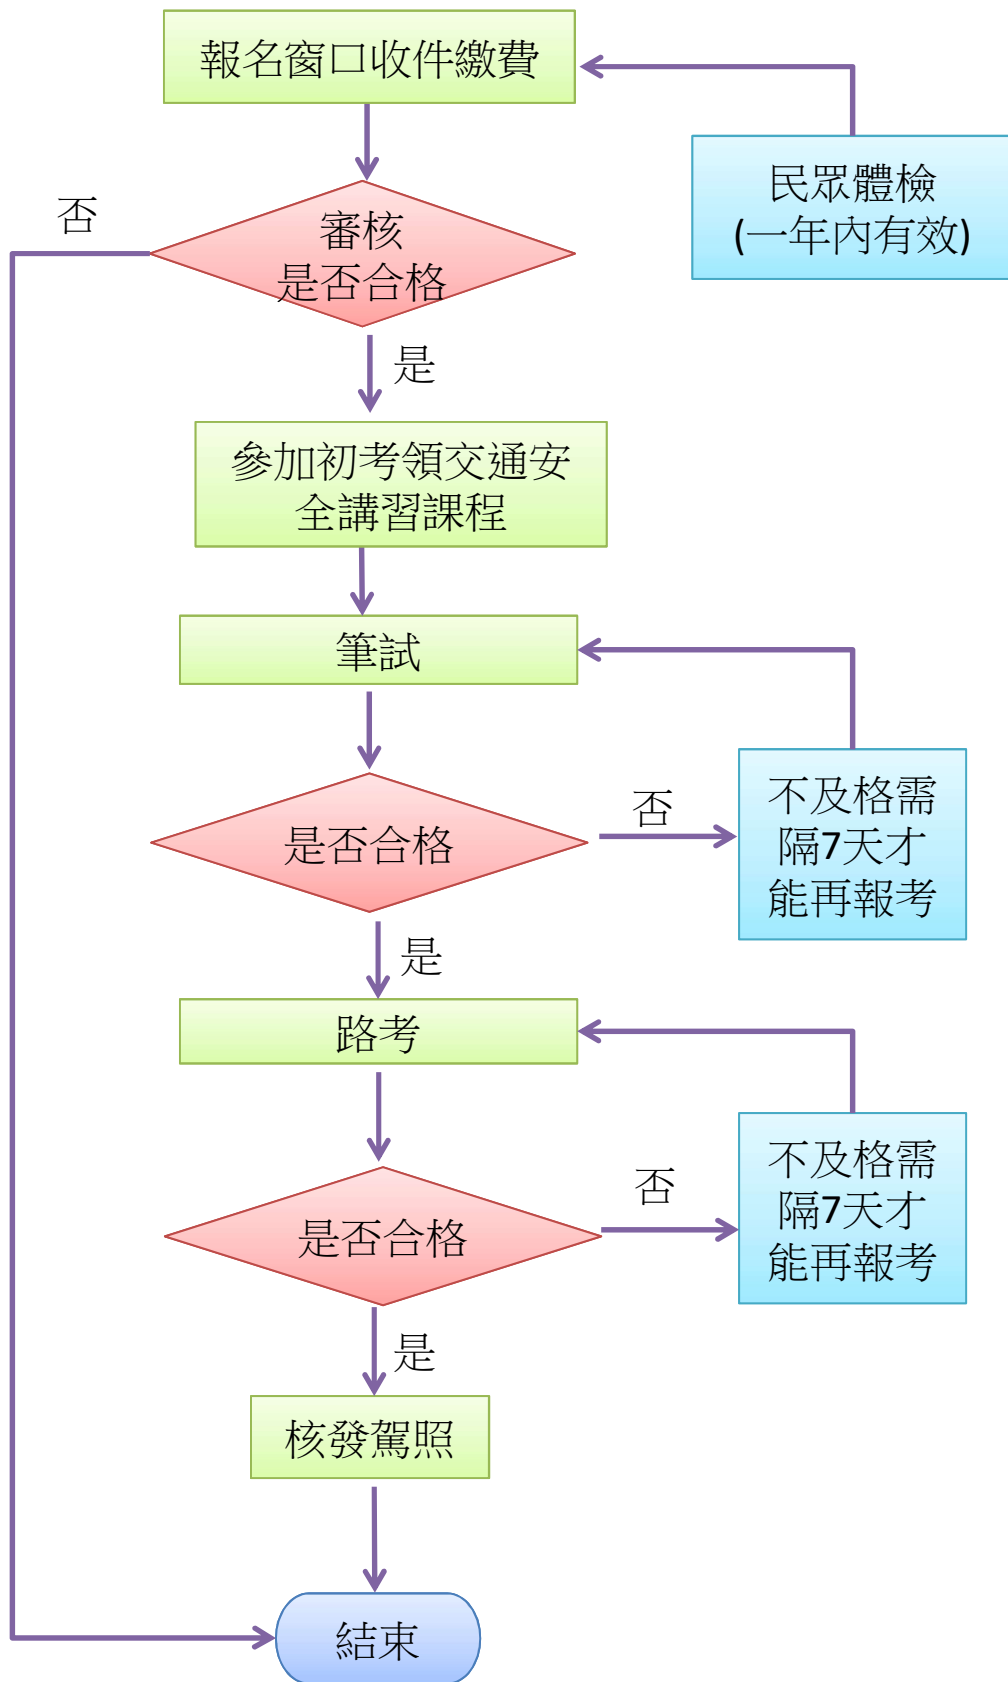 報名窗口收件繳費
民眾體檢
(一年內有效)
否
審核
是否合格
是
參加初考領交通安
全講習課程
筆試
是否合格
否
不及格需
隔7天才
能再報考
是
路考
是否合格
否
不及格需
隔7天才
能再報考
是
核發駕照
結束